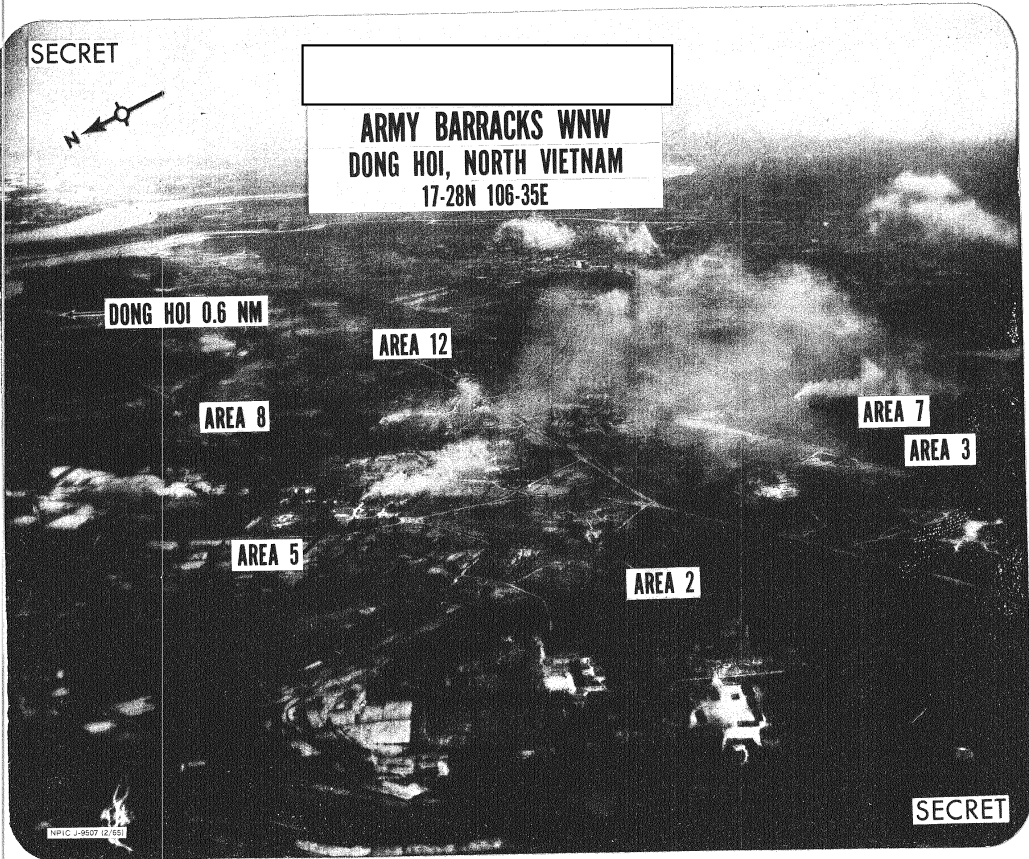 SECRET
N
ARMY BARRACKS WNW
DONG HOI, NORTH VIETNAM
17-28N 106-35E
DONG HOI 0.6 NM
AREA 12
AREA 8
AREA 7
AREA 3
AREA 5
AREA 2
SECRET
NPIC J-9507 (2/65)